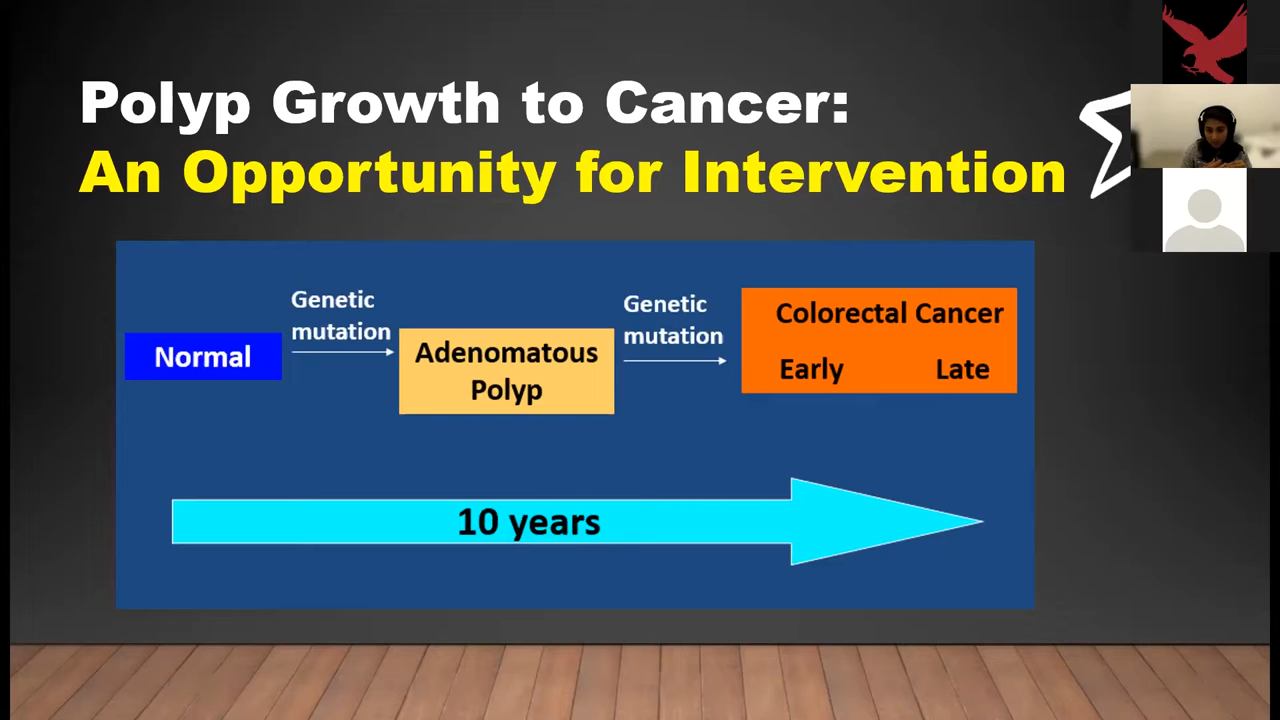 Polyp Growth to Cancer:
An Opportunity for Intervention
Normal
Genetic
mutation
Adenomatous
Polyp
Genetic
mutation
Colorectal Cancer
Early Late
10 years